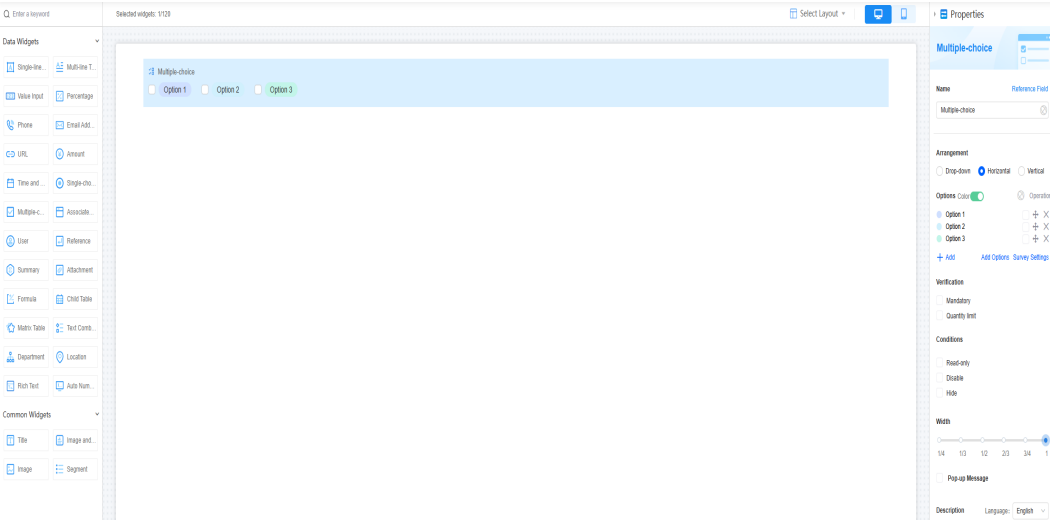 Enter a keyword
Selected widgets: 1/120
Select Layout
Properties
Data Widgets
Single-line...
Multi-line T...
Value Input
Percentage
Phone
Email Add...
URL
Amount
Time and ...
Single-cho...
Multiple-c...
Associate...
User
Reference
Summary
Attachment
Formula
Child Table
Matrix Table
Text Comb...
Department
Location
Rich Text
Auto Num...
Common Widgets
Title
Image and...
Image
Segment
Multiple-choice
Option 1
Option 2
Option 3
Multiple-choice
Name
Reference Field
Multiple-choice
Arrangement
Drop-down
Horizontal
Vertical
Options Color
Operation
Option 1
Option 2
Option 3
Add
Add Options
Survey Settings
Verification
Mandatory
Quantity limit
Conditions
Read-only
Disable
Hide
Width
1/4 1/3 1/2 2/3 3/4 1
Pop-up Message
Description
Language:
English